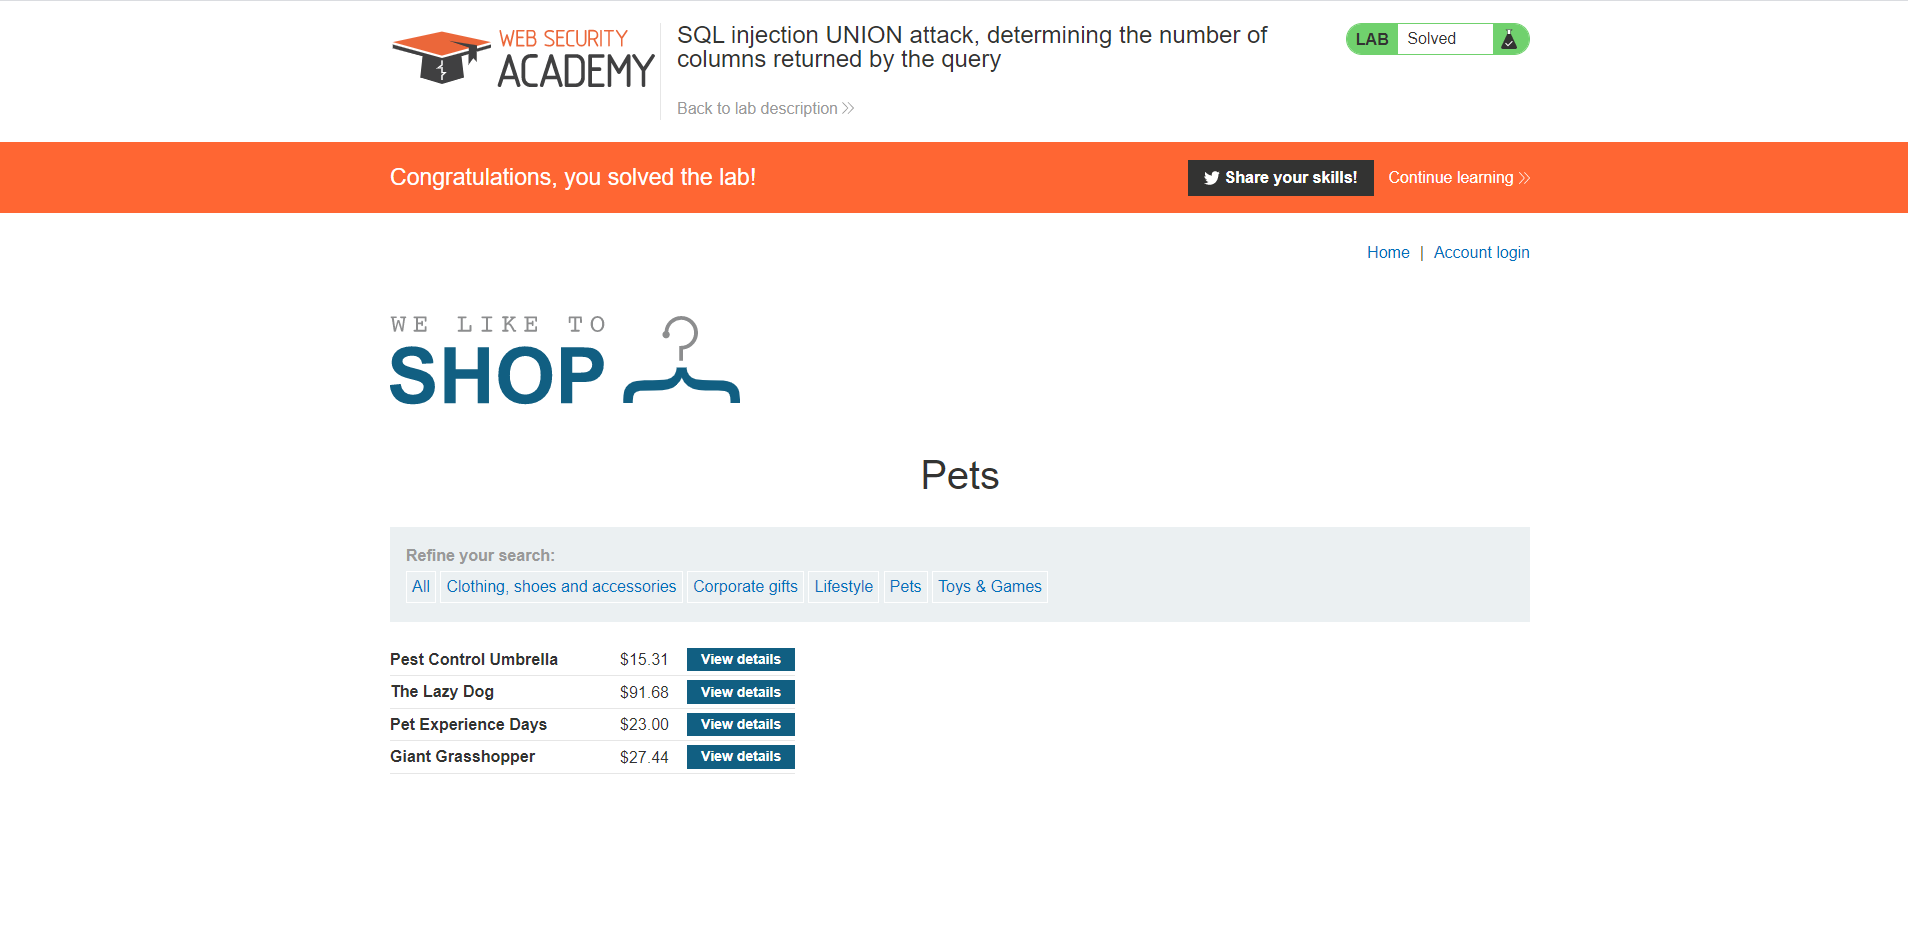 WEB SECURITY
ACADEMY
SQL injection UNION attack, determining the number of
columns returned by the query
Back to lab description
LAB Solved
Congratulations, you solved the lab!
Share your skills! Continue learning
Home | Account login
WE LIKE TO
SHOP
Pets
Refine your search:
All Clothing, shoes and accessories Corporate gifts Lifestyle Pets Toys & Games
Pest Control Umbrella $15.31 View details
The Lazy Dog $91.68 View details
Pet Experience Days $23.00 View details
Giant Grasshopper $27.44 View details